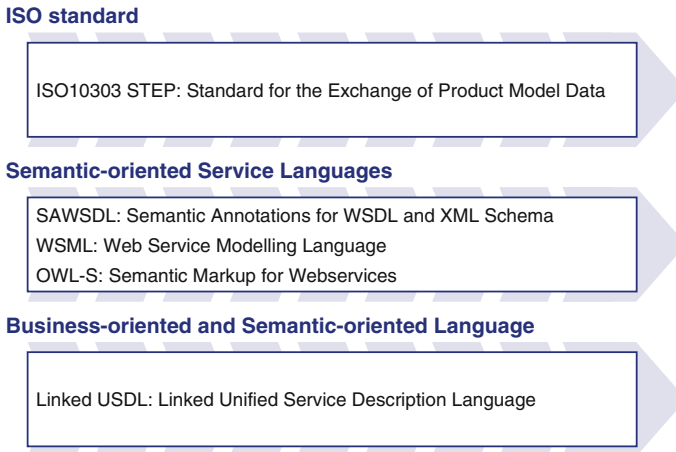 ISO standard
ISO10303 STEP: Standard for the Exchange of Product Model Data
Semantic-oriented Service Languages
SAWSDL: Semantic Annotations for WSDL and XML Schema
WSML: Web Service Modelling Language
OWL-S: Semantic Markup for Webservices
Business-oriented and Semantic-oriented Language
Linked USDL: Linked Unified Service Description Language